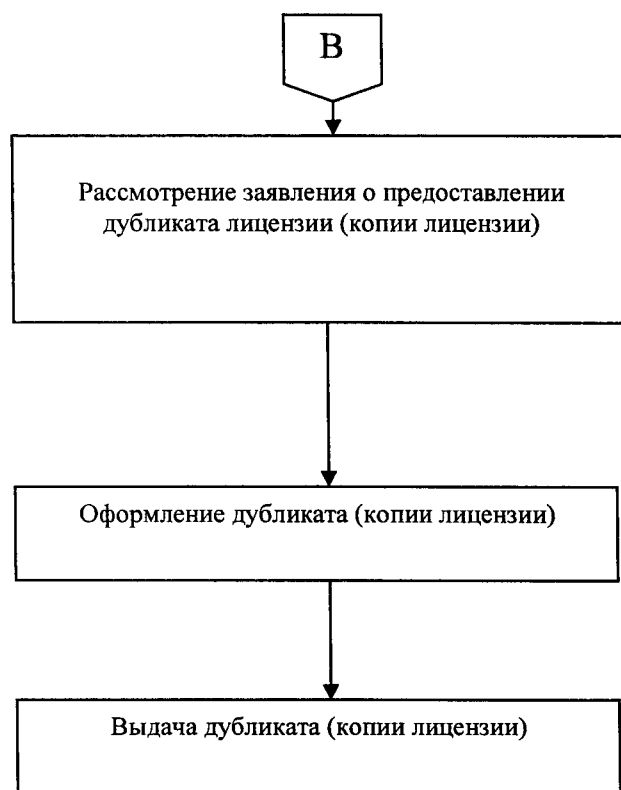 В
Рассмотрение заявления о предоставлении
дубликата лицензии (копии лицензии)
Оформление дубликата (копии лицензии)
Выдача дубликата (копии лицензии)